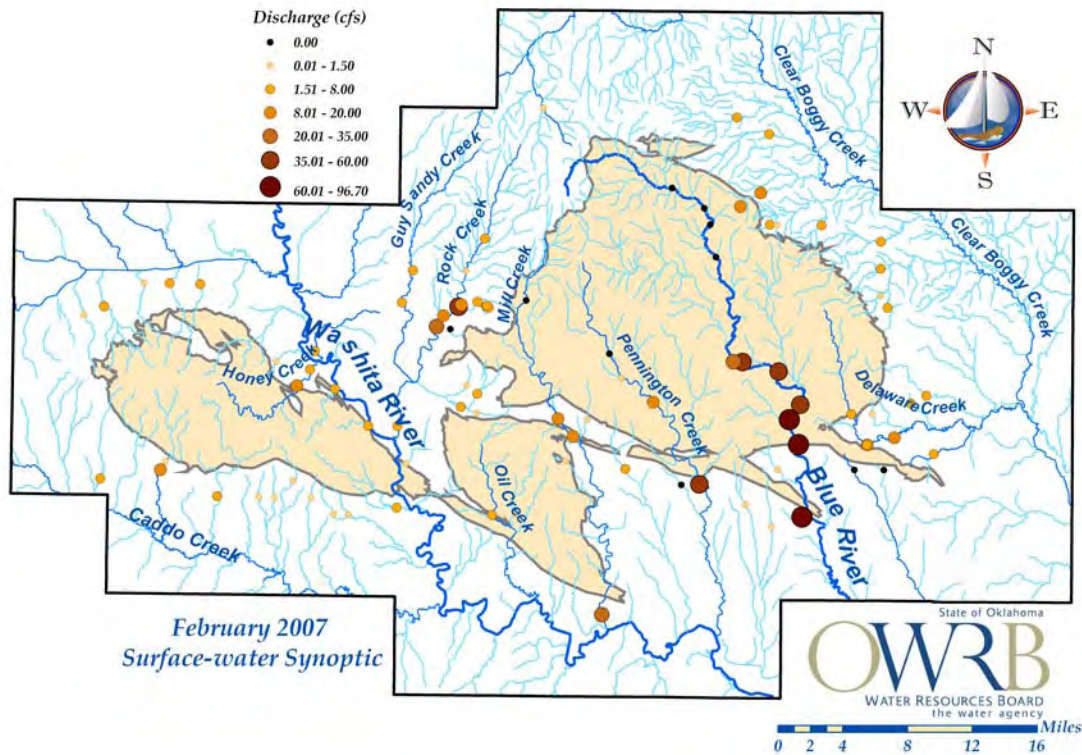 Discharge (cfs)
0.00
0.01 - 1.50
1.51 - 8.00
8.01 - 20.00
20.01 - 35.00
35.01 - 60.00
60.01 - 96.70
N
W
E
S
Clear Boggy Creek
Guy Sandy Creek
Rock Creek
Mill Creek
Clear Boggy Creek
Washita River
Honey Creek
Pennington Creek
Delaware Creek
Oil Creek
Blue River
Caddo Creek
February 2007
Surface-water Synoptic
State of Oklahoma
OWRB
WATER RESOURCES BOARD
the water agency
Miles
0 2 4 8 12 16